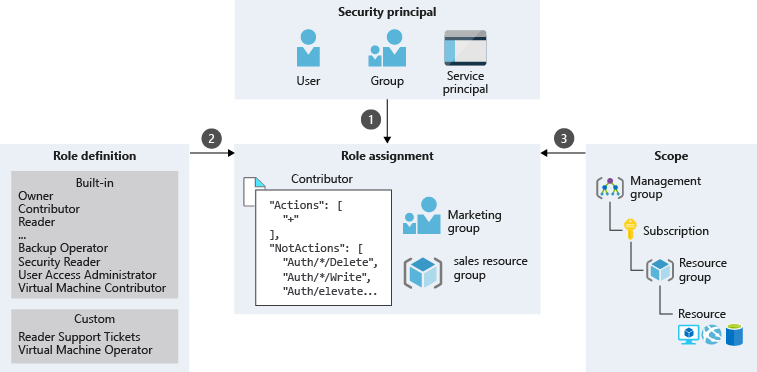 Security principal
User
Group
Service
principal
1
2
3
Role definition
Built-in
Owner
Contributor
Reader
...
Backup Operator
Security Reader
User Access Administrator
Virtual Machine Contributor
Custom
Reader Support Tickets
Virtual Machine Operator
Role assignment
Contributor
"Actions": [
"+"
],
"NotActions": [
"Auth/*/Delete",
"Auth/*/Write",
"Auth/elevate...
Marketing
group
sales resource
group
Scope
Management
group
Subscription
Resource
group
Resource